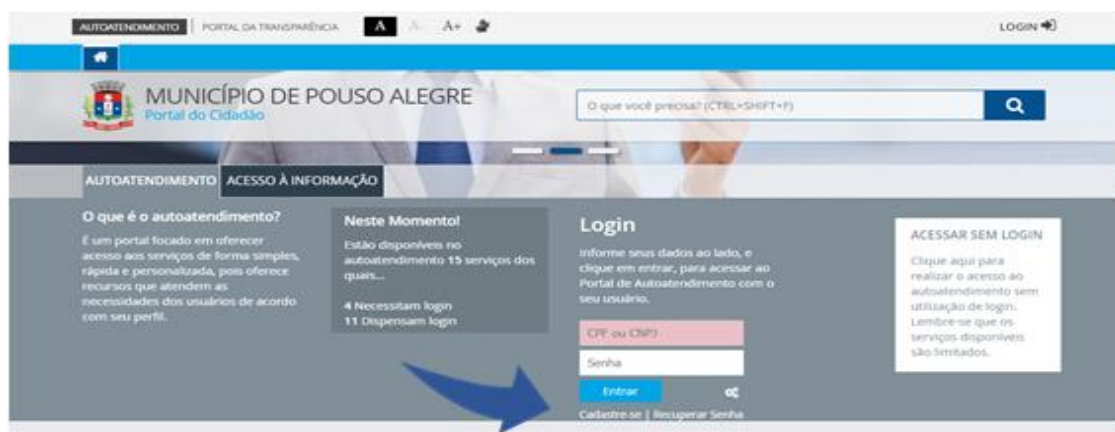 AUTOATENDIMENTO | PORTAL DA TRANSPARÊNCIA A A- A+ LOGIN
MUNICÍPIO DE POUSO ALEGRE
Portal do Cidadão
O que você precisa? (CTRL+SHIFT+F)
AUTOATENDIMENTO ACESSO À INFORMAÇÃO
O que é o autoatendimento?
É um portal focado em oferecer
acesso aos serviços de forma simples,
rápida e personalizada, pois oferece
recursos que atendem as
necessidades dos usuários de acordo
com seu perfil.
Neste Momento!
Estão disponíveis no
autoatendimento 15 serviços dos
quais...
4 Necessitam login
11 Dispensam login
Login
Informe seus dados ao lado, e
clique em entrar, para acessar ao
Portal de Autoatendimento com o
seu usuário.
CPF ou CNPJ
Senha
Entrar
Cadastre-se | Recuperar Senha
ACESSAR SEM LOGIN
Clique aqui para
realizar o acesso ao
autoatendimento sem
utilização de login.
Lembre-se que os
serviços disponíveis
são limitados.